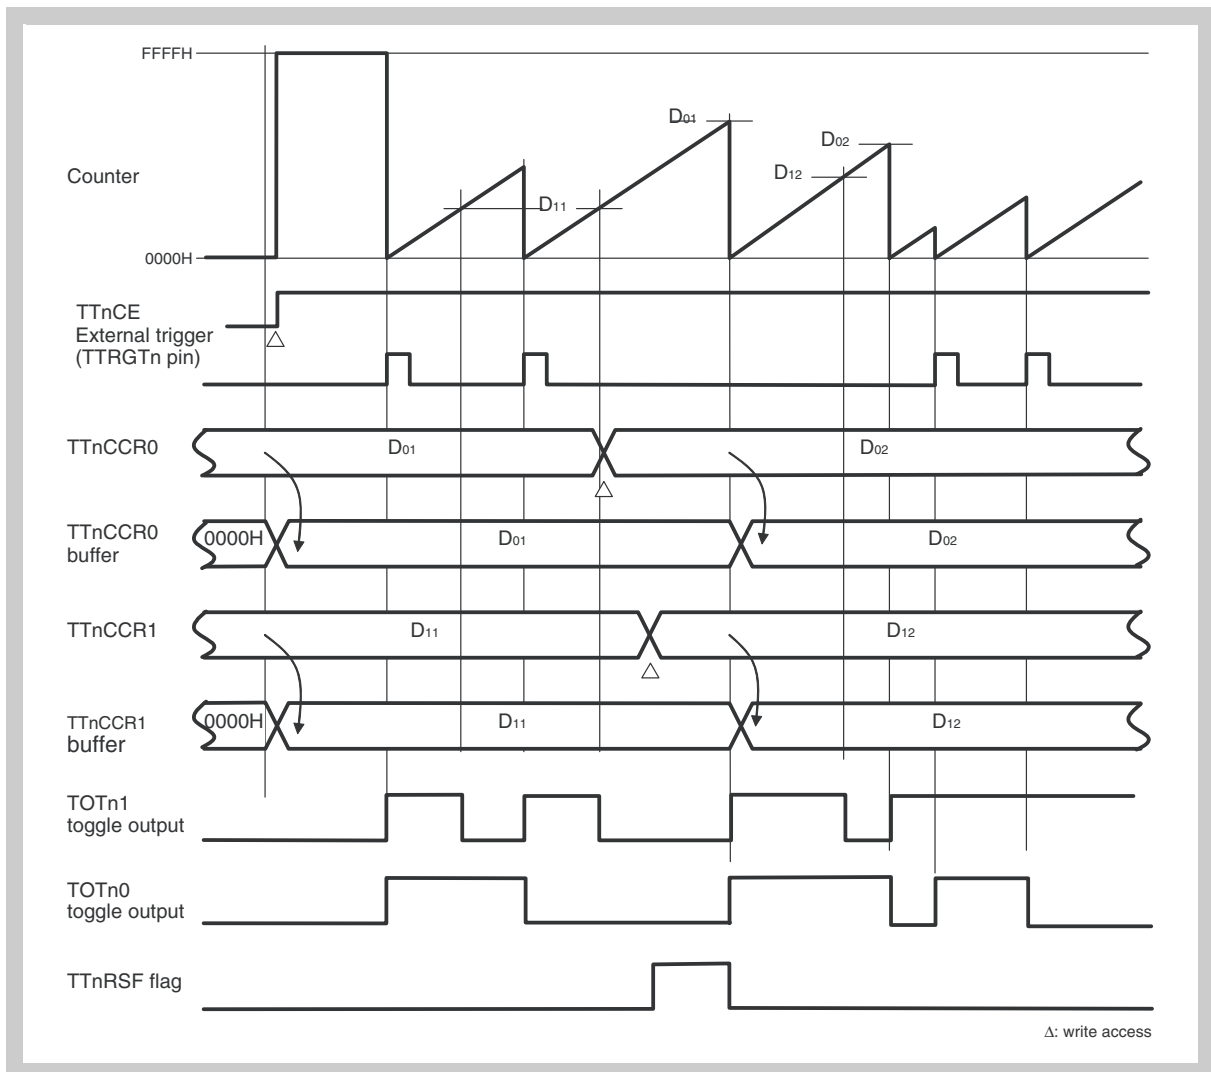 FFFFH
D01
D02
Counter
D12
D11
0000H
TTnCE
External trigger
(TTRGTn pin)
TTnCCR0
D01
D02
TTnCCR0
buffer
0000H
D01
D02
TTnCCR1
D11
D12
TTnCCR1
buffer
0000H
D11
D12
TOTn1
toggle output
TOTn0
toggle output
TTnRSF flag
Δ: write access